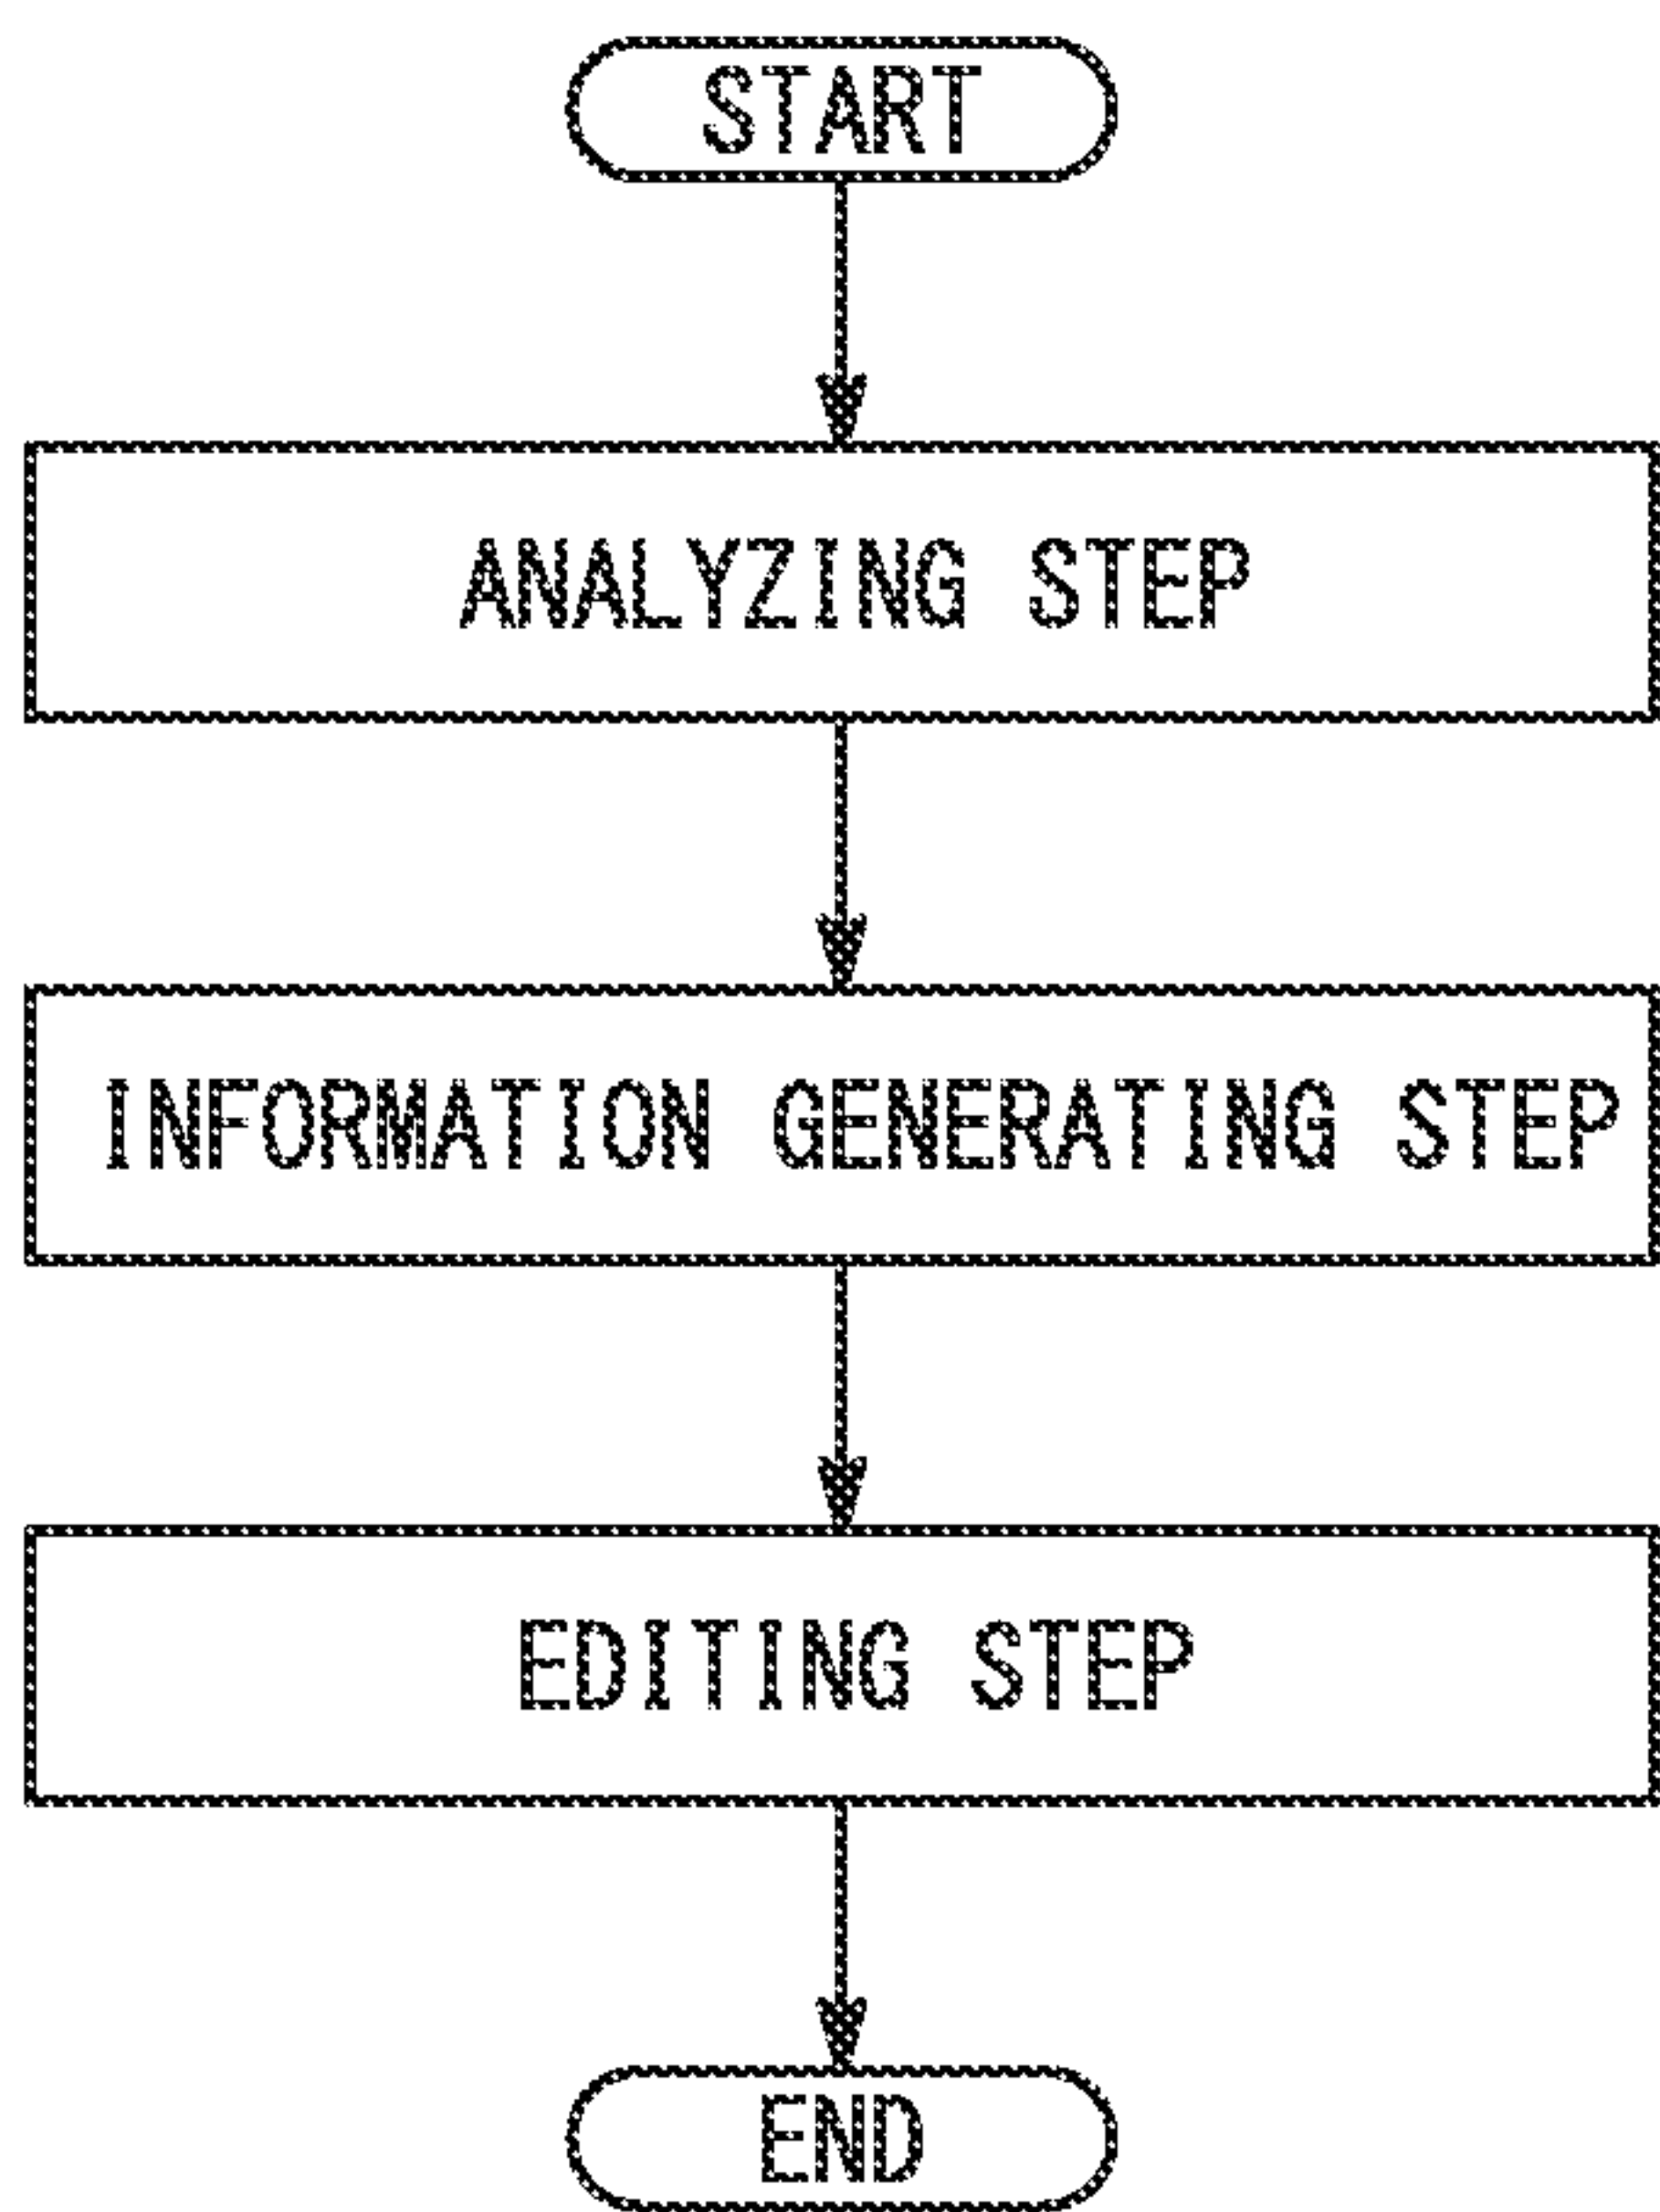 START
ANALYZING STEP
INFORMATION GENERATING STEP
EDITING STEP
END